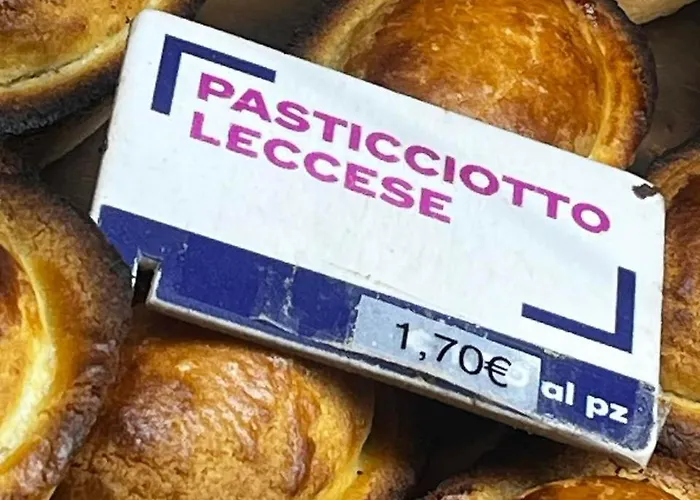 PASTICCIOTTO
LECCESE
1,70€ al pz